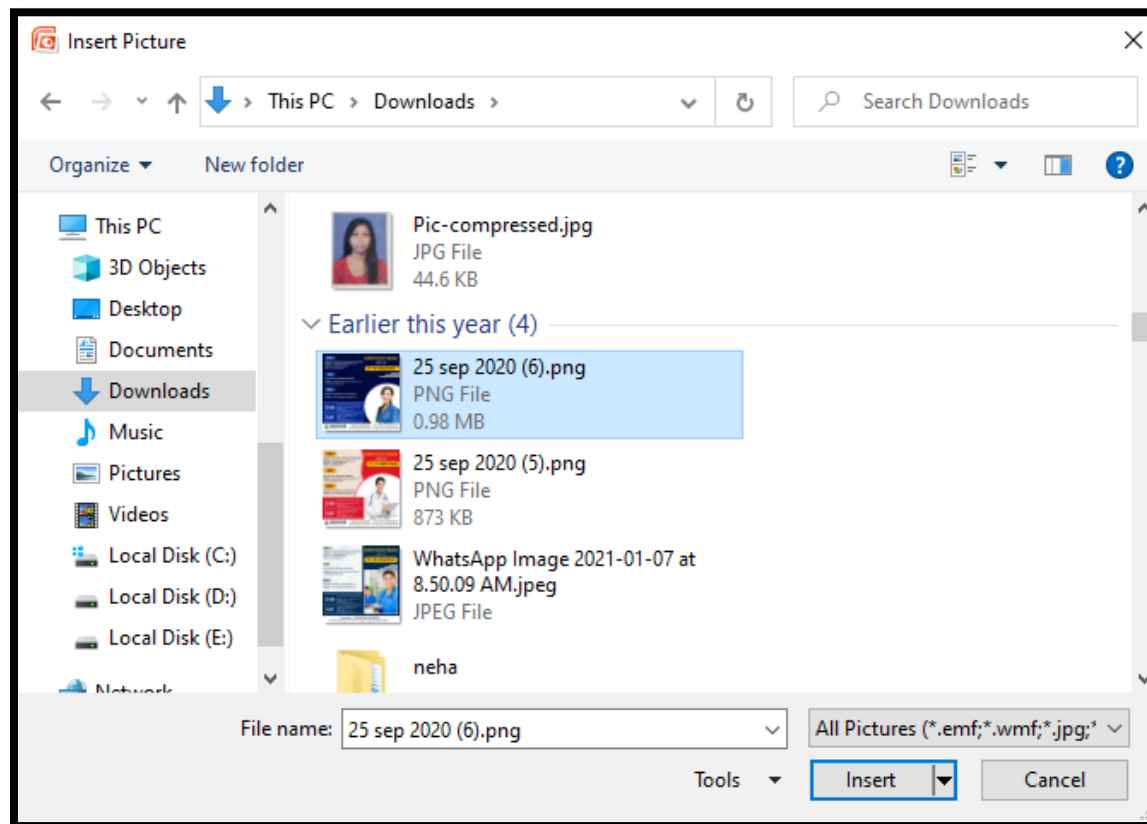 Insert Picture
This PC > Downloads >
Search Downloads
Organize
New folder
This PC
3D Objects
Desktop
Documents
Downloads
Music
Pictures
Videos
Local Disk (C:)
Local Disk (D:)
Local Disk (E:)
Network
Pic-compressed.jpg
JPG File
44.6 KB
Earlier this year (4)
25 sep 2020 (6).png
PNG File
0.98 MB
25 sep 2020 (5).png
PNG File
873 KB
WhatsApp Image 2021-01-07 at
8.50.09 AM.jpeg
JPEG File
neha
File name: 25 sep 2020 (6).png
All Pictures (*.emf;*.wmf;*.jpg;*
Tools
Insert
Cancel